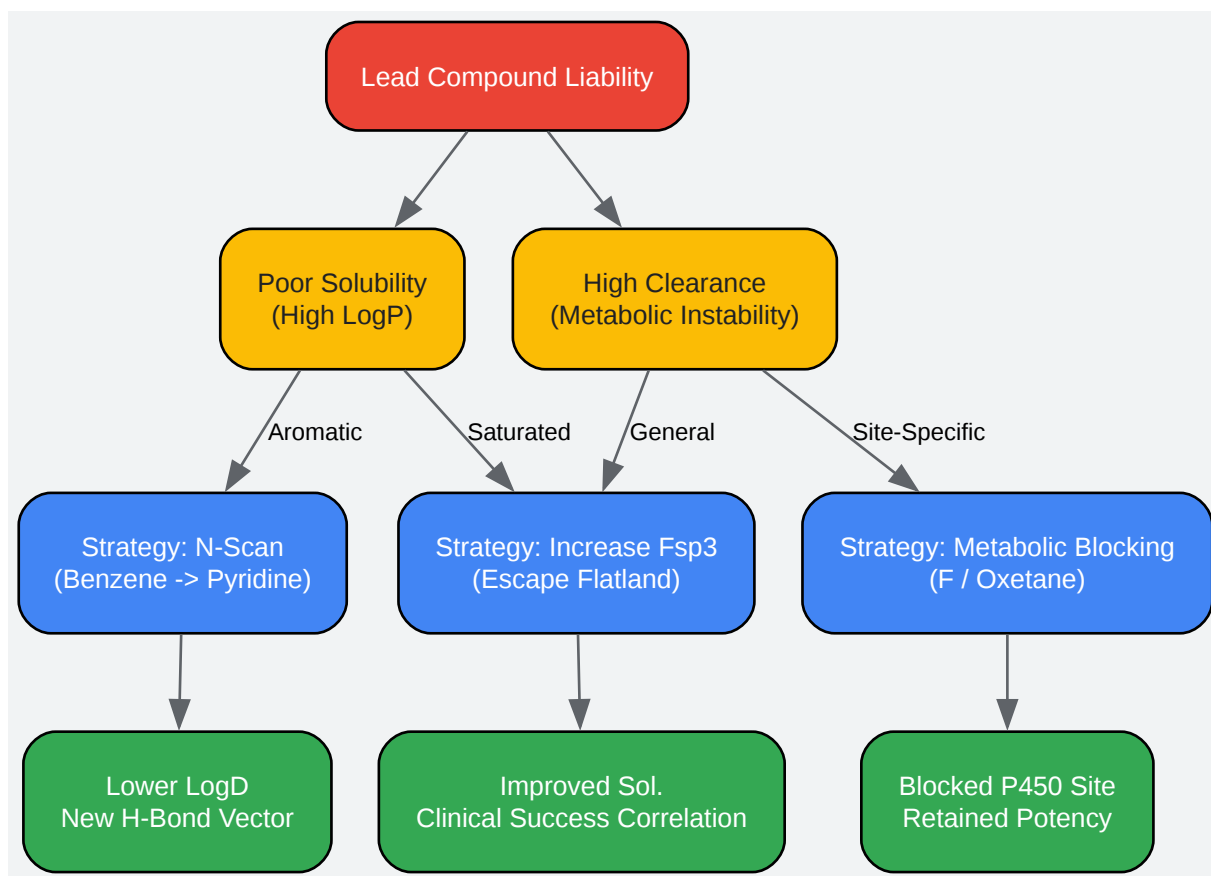 Lead Compound Liability
Poor Solubility
(High LogP)
High Clearance
(Metabolic Instability)
Aromatic
Saturated
General
Site-Specific
Strategy: N-Scan
(Benzene -> Pyridine)
Strategy: Increase Fsp3
(Escape Flatland)
Strategy: Metabolic Blocking
(F / Oxetane)
Lower LogD
New H-Bond Vector
Improved Sol.
Clinical Success Correlation
Blocked P450 Site
Retained Potency